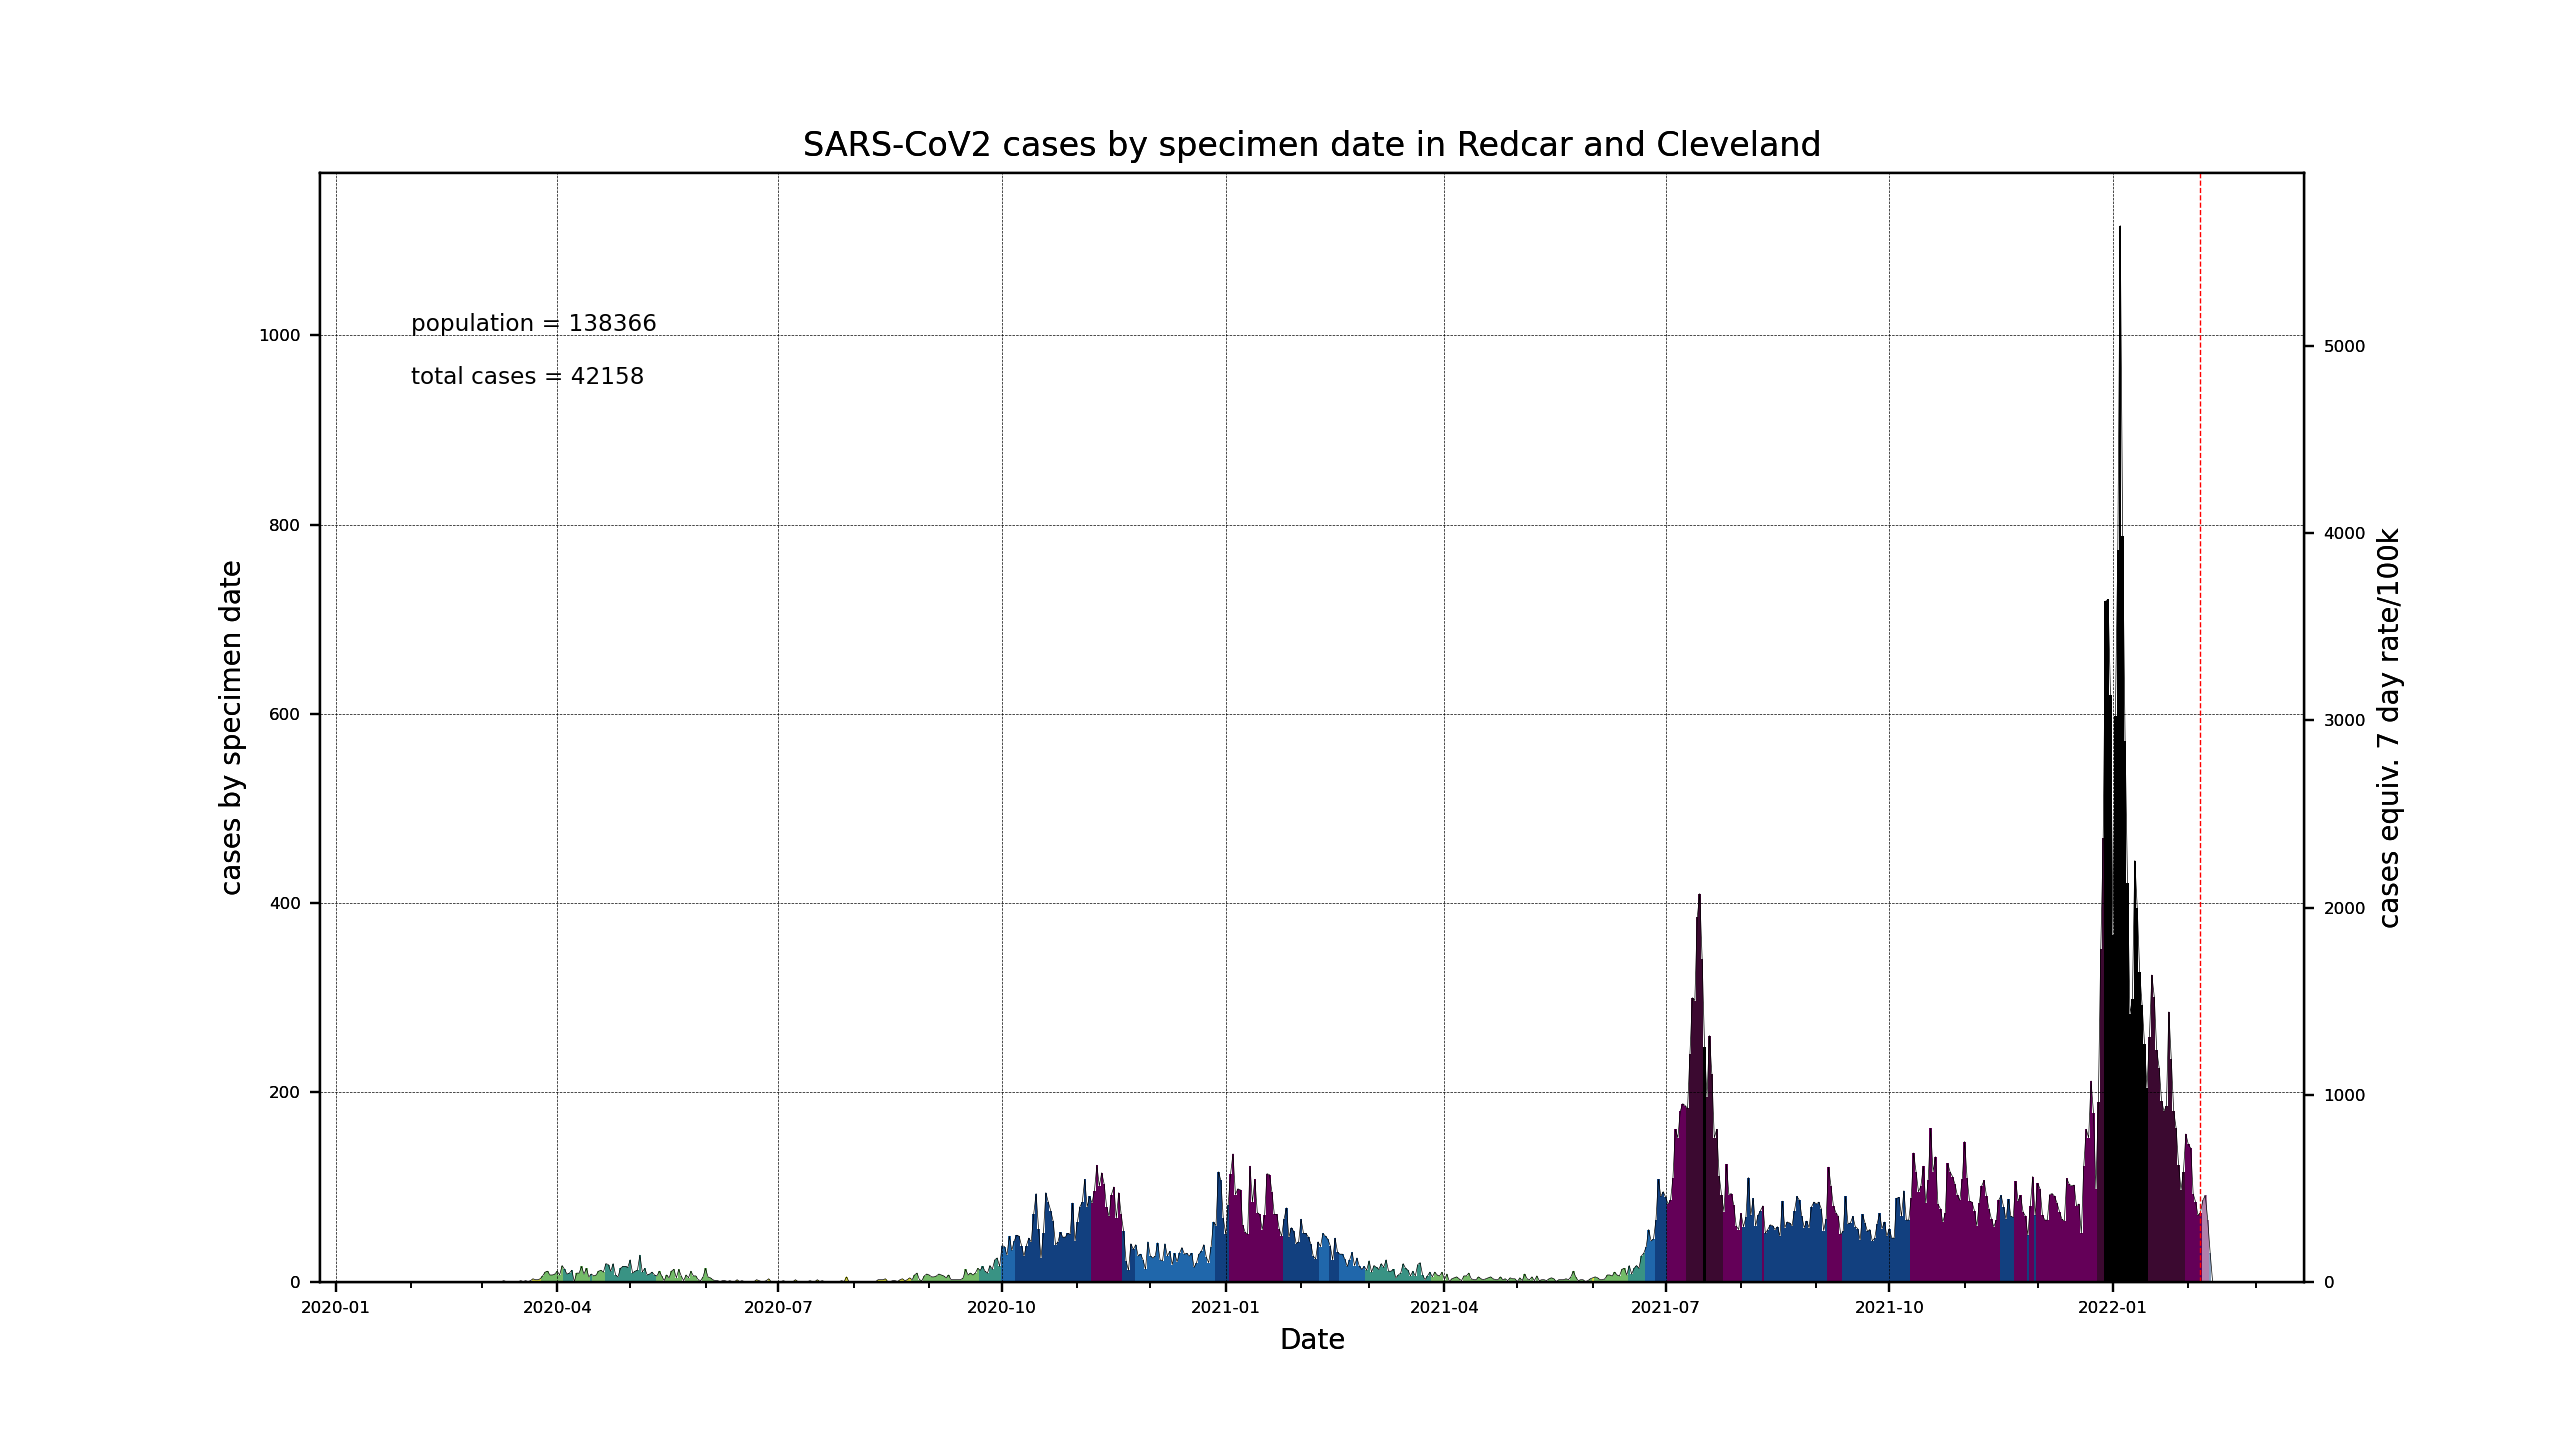 SARS-CoV2 cases by specimen date in Redcar and Cleveland
population = 138366
total cases = 42158
cases by specimen date
1000
800
600
400
200
0
cases equiv. 7 day rate/100k
5000
4000
3000
2000
1000
0
2020-01 2020-04 2020-07 2020-10 2021-01 2021-04 2021-07 2021-10 2022-01
Date